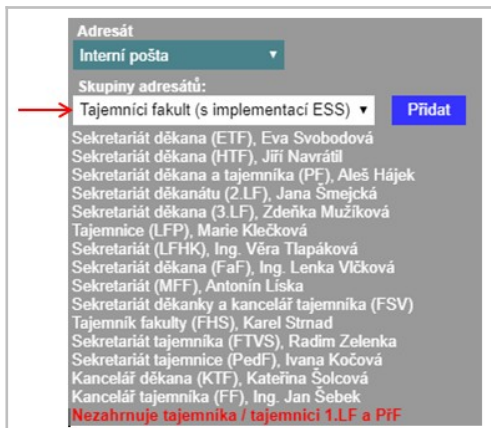 Adresát
Interní pošta
Skupiny adresátů:
Tajemníci fakult (s implementací ESS) Přidat
Sekretariát děkana (ETF), Eva Svobodová
Sekretariát děkana (HTF), Jiří Navrátil
Sekretariát děkana a tajemníka (PF), Aleš Hájek
Sekretariát děkanátu (2.LF), Jana Šmejcká
Sekretariát děkana (3.LF), Zdeňka Mužíková
Tajemnice (LFP), Marie Klečková
Sekretariát (LFHK), Ing. Věra Tlapáková
Sekretariát děkana (FaF), Ing. Lenka Vlčková
Sekretariát (MFF), Antonín Líska
Sekretariát děkanky a kancelář tajemníka (FSV)
Tajemník fakulty (FHS), Karel Strnad
Sekretariát tajemníka (FTVS), Radim Zelenka
Sekretariát tajemnice (PedF), Ivana Kočová
Kancelář děkana (KTF), Kateřina Šolcová
Kancelář tajemníka (FF), Ing. Jan Šebek
Nezahrnuje tajemníka / tajemnici 1.LF a PřF